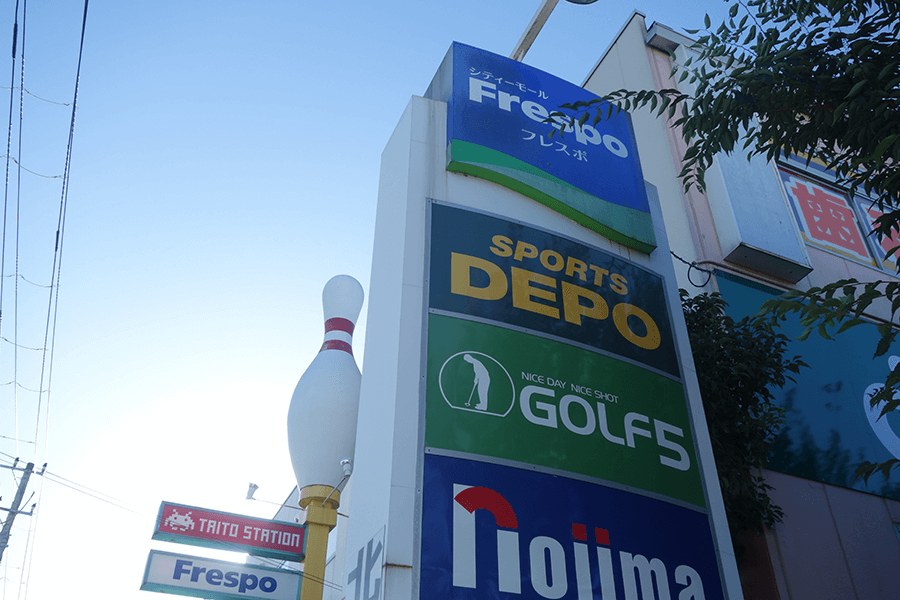 シティーモール
Frespo
フレスポ
SPORTS
DEPO
NICE DAY NICE SHOT
GOLF5
nojima
TAITO STATION
Frespo
北
歯